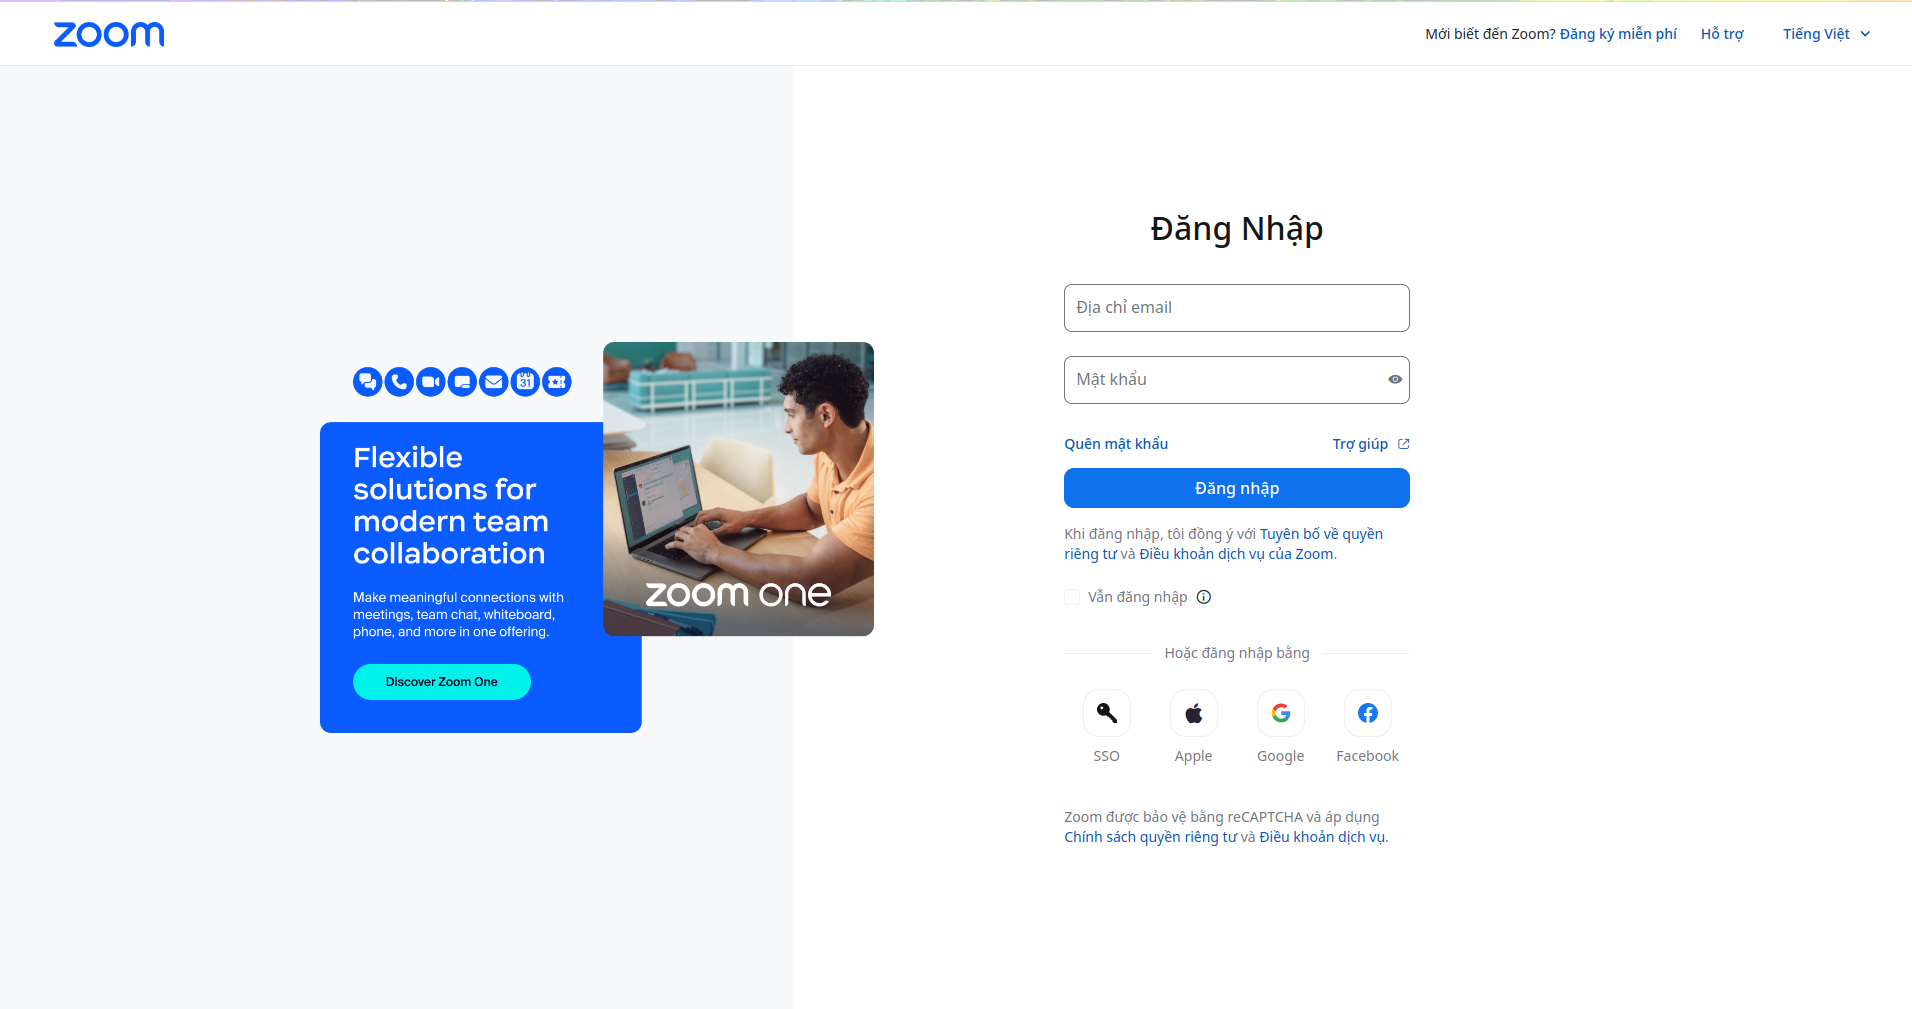 zoom
Mới biết đến Zoom? Đăng ký miễn phí Hỗ trợ Tiếng Việt
31
Flexible
solutions for
modern team
collaboration
Make meaningful connections with
meetings, team chat, whiteboard,
phone, and more in one offering.
Discover Zoom One
zoom one
Đăng Nhập
Địa chỉ email
Mật khẩu
Quên mật khẩu Trợ giúp
Đăng nhập
Khi đăng nhập, tôi đồng ý với Tuyên bố về quyền
riêng tư và Điều khoản dịch vụ của Zoom.
Vẫn đăng nhập
Hoặc đăng nhập bằng
SSO Apple Google Facebook
Zoom được bảo vệ bằng reCAPTCHA và áp dụng
Chính sách quyền riêng tư và Điều khoản dịch vụ.